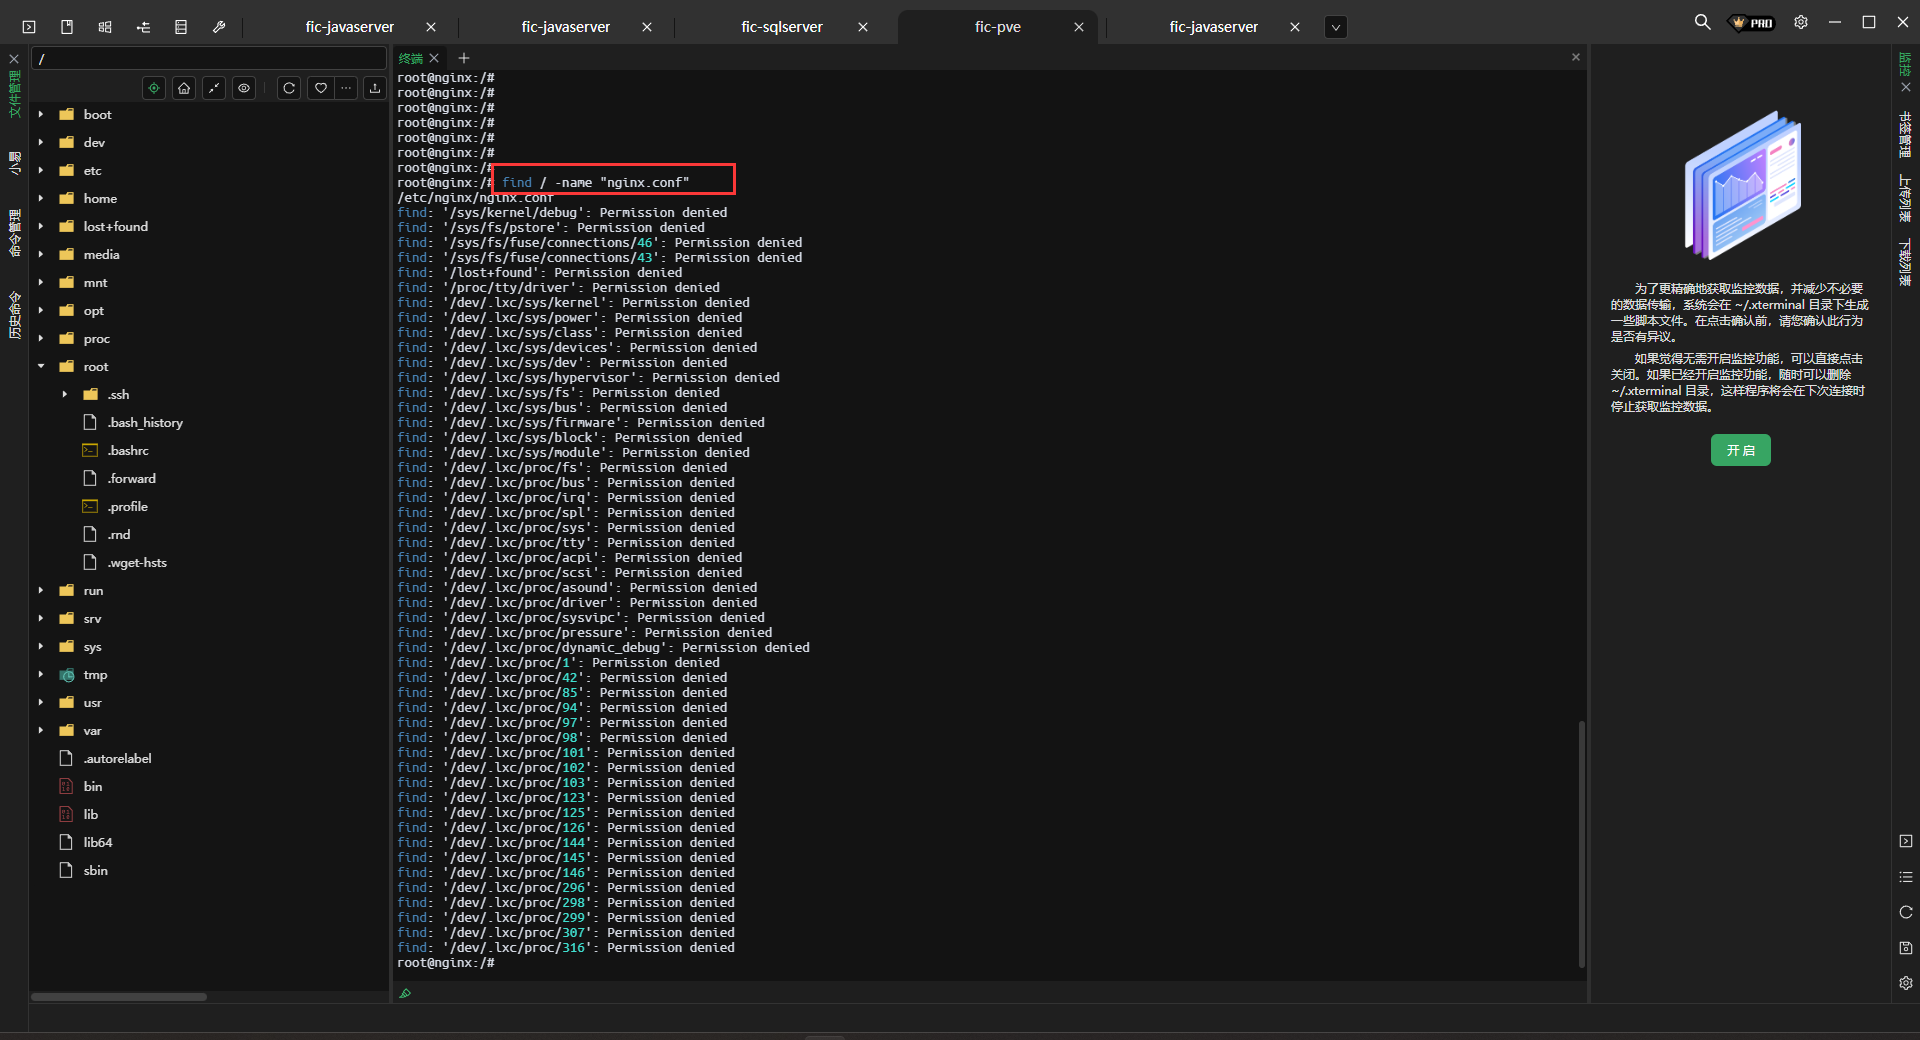 fic-javaserver
fic-javaserver
fic-sqlserver
fic-pve
fic-javaserver
PRO
文件管理
小易
命令管理
历史命令
/
boot
dev
etc
home
lost+found
media
mnt
opt
proc
root
.ssh
.bash_history
.bashrc
.forward
.profile
.rnd
.wget-hsts
run
srv
sys
tmp
usr
var
.autorelabel
bin
lib
lib64
sbin
终端
root@nginx:/#
root@nginx:/#
root@nginx:/#
root@nginx:/#
root@nginx:/#
root@nginx:/#
root@nginx:/#
root@nginx:/# find / -name "nginx.conf"
/etc/nginx/nginx.conf
find: '/sys/kernel/debug': Permission denied
find: '/sys/fs/pstore': Permission denied
find: '/sys/fs/fuse/connections/46': Permission denied
find: '/sys/fs/fuse/connections/43': Permission denied
find: '/lost+found': Permission denied
find: '/proc/tty/driver': Permission denied
find: '/dev/.lxc/sys/kernel': Permission denied
find: '/dev/.lxc/sys/power': Permission denied
find: '/dev/.lxc/sys/class': Permission denied
find: '/dev/.lxc/sys/devices': Permission denied
find: '/dev/.lxc/sys/dev': Permission denied
find: '/dev/.lxc/sys/hypervisor': Permission denied
find: '/dev/.lxc/sys/fs': Permission denied
find: '/dev/.lxc/sys/bus': Permission denied
find: '/dev/.lxc/sys/firmware': Permission denied
find: '/dev/.lxc/sys/block': Permission denied
find: '/dev/.lxc/sys/module': Permission denied
find: '/dev/.lxc/proc/fs': Permission denied
find: '/dev/.lxc/proc/bus': Permission denied
find: '/dev/.lxc/proc/irq': Permission denied
find: '/dev/.lxc/proc/spl': Permission denied
find: '/dev/.lxc/proc/sys': Permission denied
find: '/dev/.lxc/proc/tty': Permission denied
find: '/dev/.lxc/proc/acpi': Permission denied
find: '/dev/.lxc/proc/scsi': Permission denied
find: '/dev/.lxc/proc/asound': Permission denied
find: '/dev/.lxc/proc/driver': Permission denied
find: '/dev/.lxc/proc/sysvipc': Permission denied
find: '/dev/.lxc/proc/pressure': Permission denied
find: '/dev/.lxc/proc/dynamic_debug': Permission denied
find: '/dev/.lxc/proc/1': Permission denied
find: '/dev/.lxc/proc/42': Permission denied
find: '/dev/.lxc/proc/85': Permission denied
find: '/dev/.lxc/proc/94': Permission denied
find: '/dev/.lxc/proc/97': Permission denied
find: '/dev/.lxc/proc/98': Permission denied
find: '/dev/.lxc/proc/101': Permission denied
find: '/dev/.lxc/proc/102': Permission denied
find: '/dev/.lxc/proc/103': Permission denied
find: '/dev/.lxc/proc/123': Permission denied
find: '/dev/.lxc/proc/125': Permission denied
find: '/dev/.lxc/proc/126': Permission denied
find: '/dev/.lxc/proc/144': Permission denied
find: '/dev/.lxc/proc/145': Permission denied
find: '/dev/.lxc/proc/146': Permission denied
find: '/dev/.lxc/proc/296': Permission denied
find: '/dev/.lxc/proc/298': Permission denied
find: '/dev/.lxc/proc/299': Permission denied
find: '/dev/.lxc/proc/307': Permission denied
find: '/dev/.lxc/proc/316': Permission denied
root@nginx:/#
为了更精确地获取监控数据，并减少不必要
的数据传输，系统会在 ~/.xterminal 目录下生成
一些脚本文件。在点击确认前，请您确认此行为
是否有异议。
如果觉得无需开启监控功能，可以直接点击
关闭。如果已经开启监控功能，随时可以删除
~/.xterminal 目录，这样程序将会在下次连接时
停止获取监控数据。
开启
监控
书签管理
上传列表
下载列表